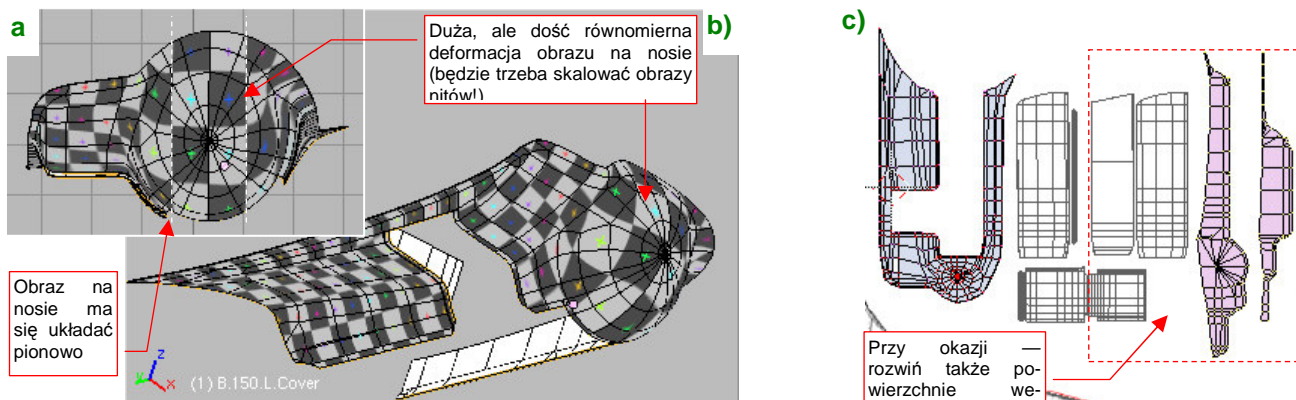 a
Duża, ale dość równomierna
deformacja obrazu na nosie
(będzie trzeba skalować obrazy
nitów!)
b)
c)
Obraz na
nosie ma
się układać
pionowo
z
y
x
(1) B.150.L.Cover
Przy okazji —
rozwiń także po-
wierzchnie we-